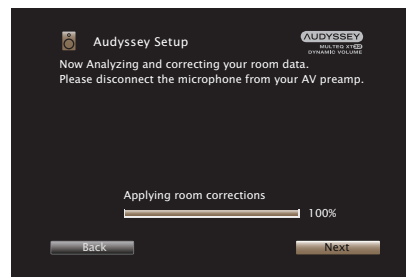 Audyssey Setup
AUDYSSEY
MULTEQ XT32
DYNAMIC VOLUME
Now Analyzing and correcting your room data.
Please disconnect the microphone from your AV preamp.
Applying room corrections
100%
Back
Next